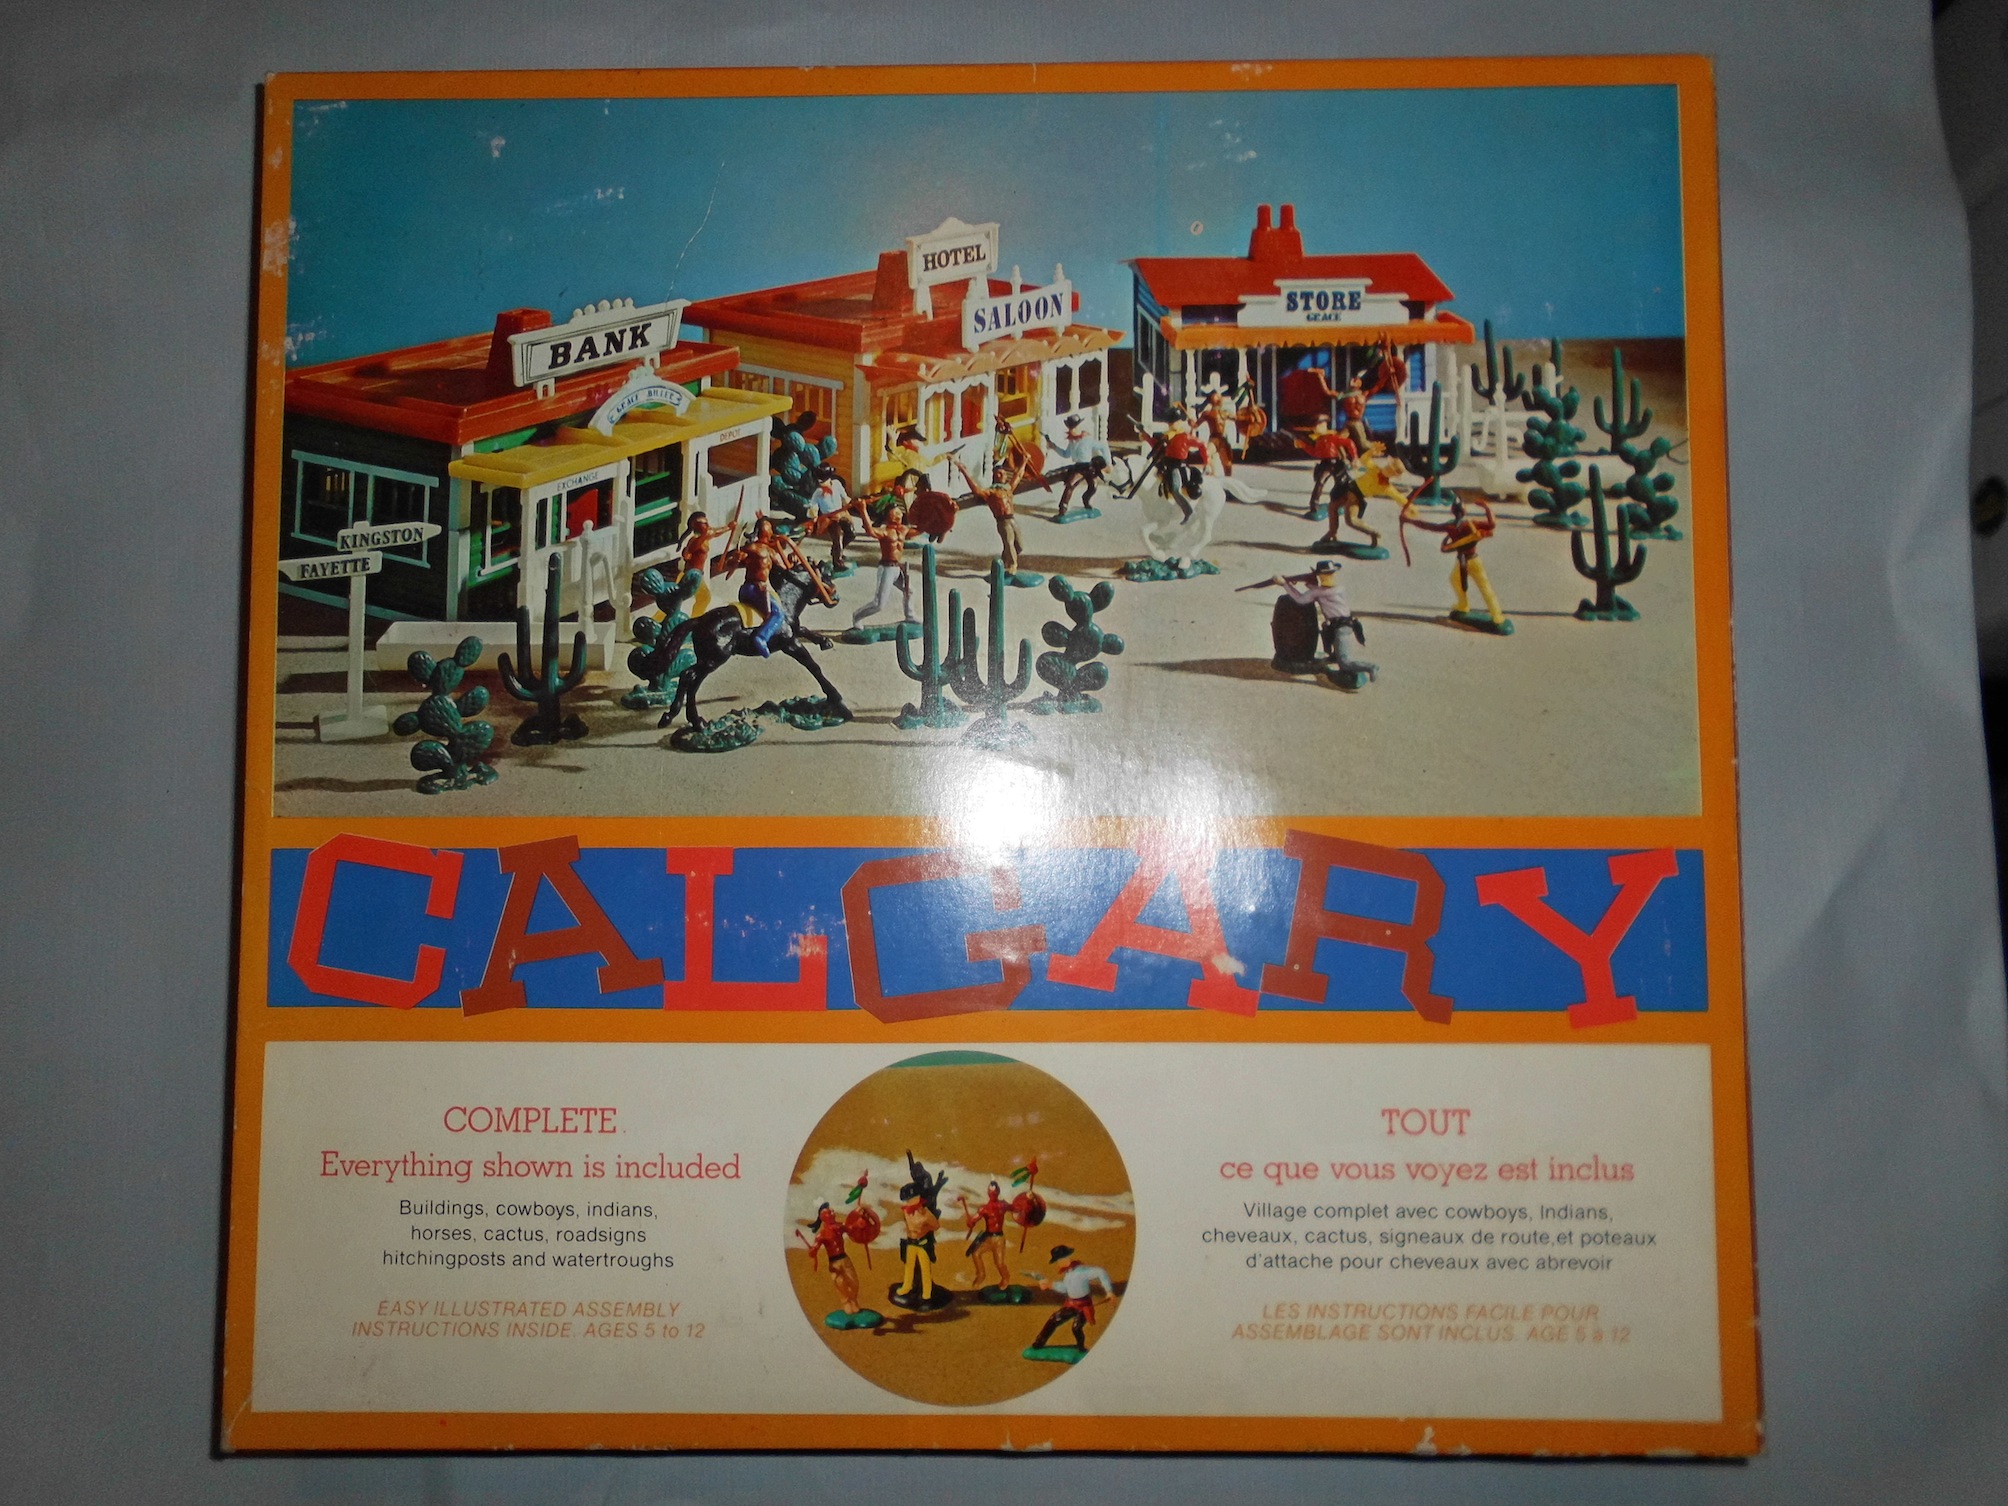 HOTEL
SALOON
STORE
GRACE
BANK
DEPOT
EXCHANGE
KINGSTON
FAYETTE
CALGARY
COMPLETE
Everything shown is included
Buildings, cowboys, indians,
horses, cactus, roadsigns
hitchingposts and watertroughs
EASY ILLUSTRATED ASSEMBLY
INSTRUCTIONS INSIDE. AGES 5 to 12
TOUT
ce que vous voyez est inclus
Village complet avec cowboys, Indians,
cheveaux, cactus, signeaux de route,et poteaux
d'attache pour cheveaux avec abrevoir
LES INSTRUCTIONS FACILE POUR
ASSEMBLAGE SONT INCLUS. AGE 5 à 12